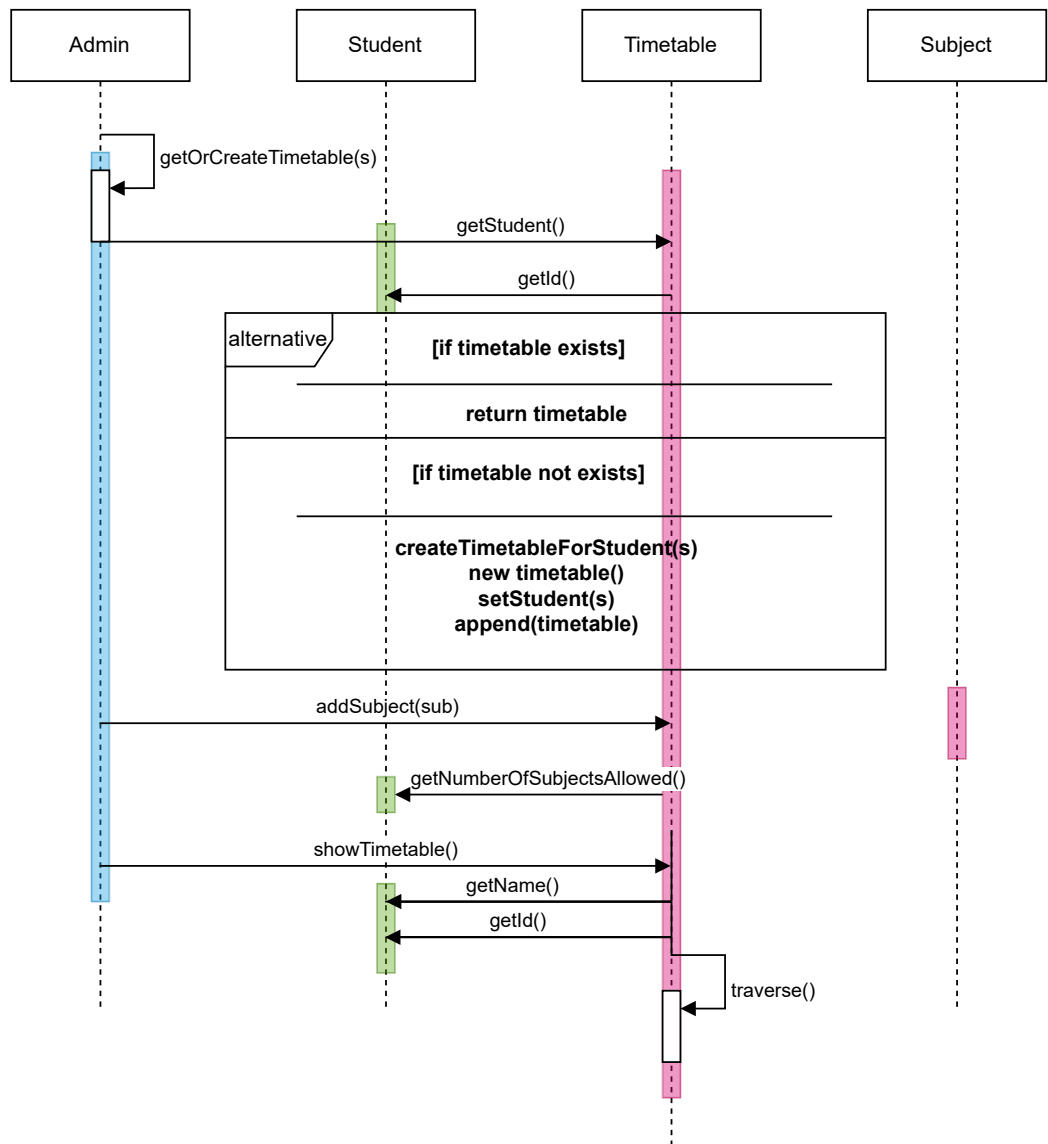 Admin
Student
Timetable
Subject
getOrCreateTimetable(s)
getStudent()
getId()
alternative
[if timetable exists]
return timetable
[if timetable not exists]
createTimetableForStudent(s)
new timetable()
setStudent(s)
append(timetable)
addSubject(sub)
getNumberOfSubjectsAllowed()
showTimetable()
getName()
getId()
traverse()